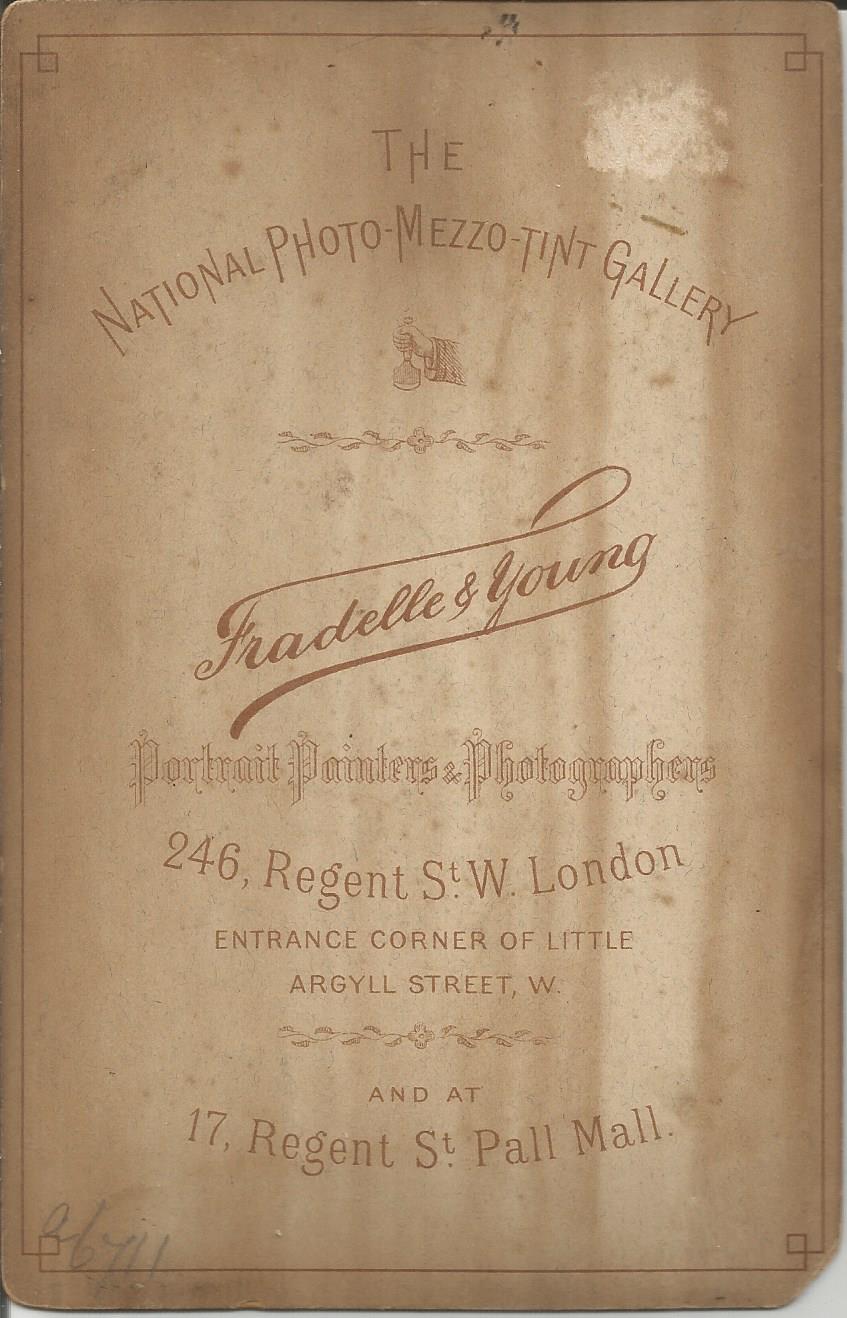 THE
NATIONAL PHOTO-MEZZO-TINT GALLERY
Fradelle & Young
Portrait Painters & Photographers
246, Regent St. W. London
ENTRANCE CORNER OF LITTLE
ARGYLL STREET, W.
AND AT
17, Regent St. Pall Mall.